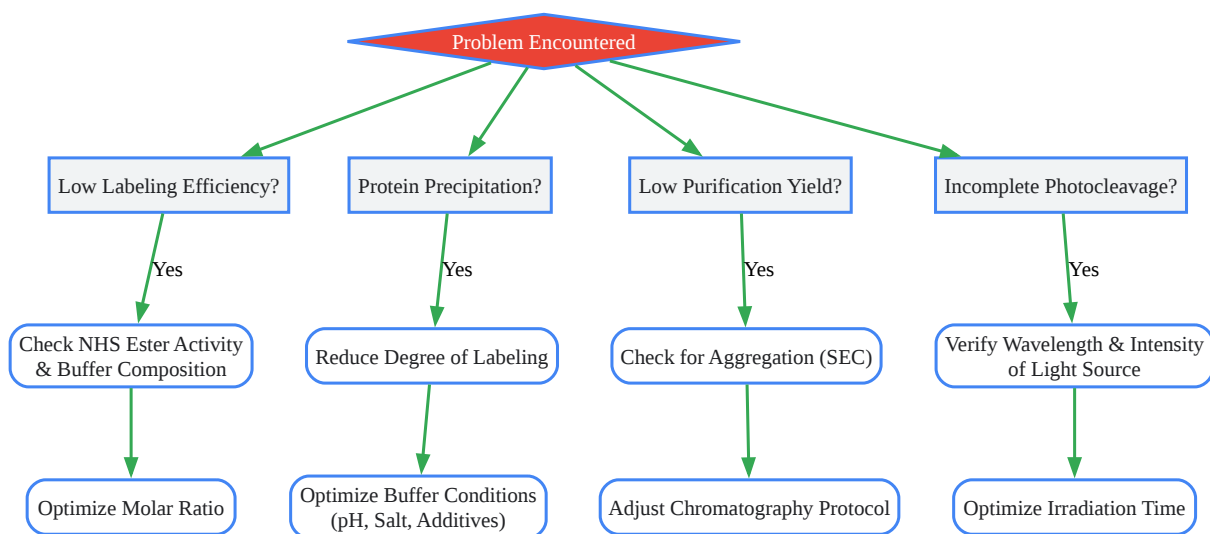 Problem Encountered
Low Labeling Efficiency?
Protein Precipitation?
Low Purification Yield?
Incomplete Photocleavage?
Yes
Yes
Yes
Yes
Check NHS Ester Activity
& Buffer Composition
Reduce Degree of Labeling
Check for Aggregation (SEC)
Verify Wavelength & Intensity
of Light Source
Optimize Molar Ratio
Optimize Buffer Conditions
(pH, Salt, Additives)
Adjust Chromatography Protocol
Optimize Irradiation Time